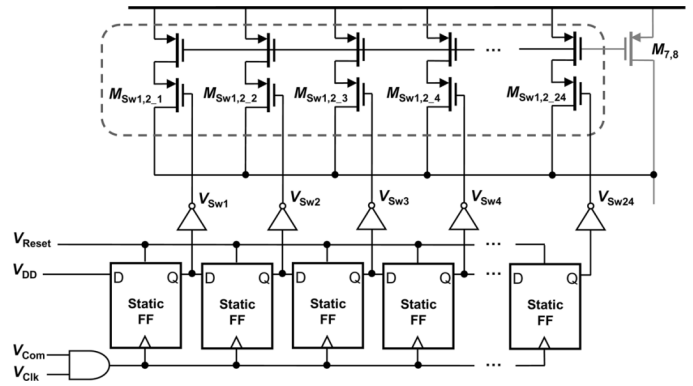 ...
M7,8
MSw1,2_1
MSw1,2_2
MSw1,2_3
MSw1,2_4
MSw1,2_24
VSw1
VSw2
VSw3
VSw4
VSw24
VReset
...
VDD
D
Q
D
Q
D
Q
D
Q
...
D
Q
Static
FF
Static
FF
Static
FF
Static
FF
Static
FF
VCom
VClk
...